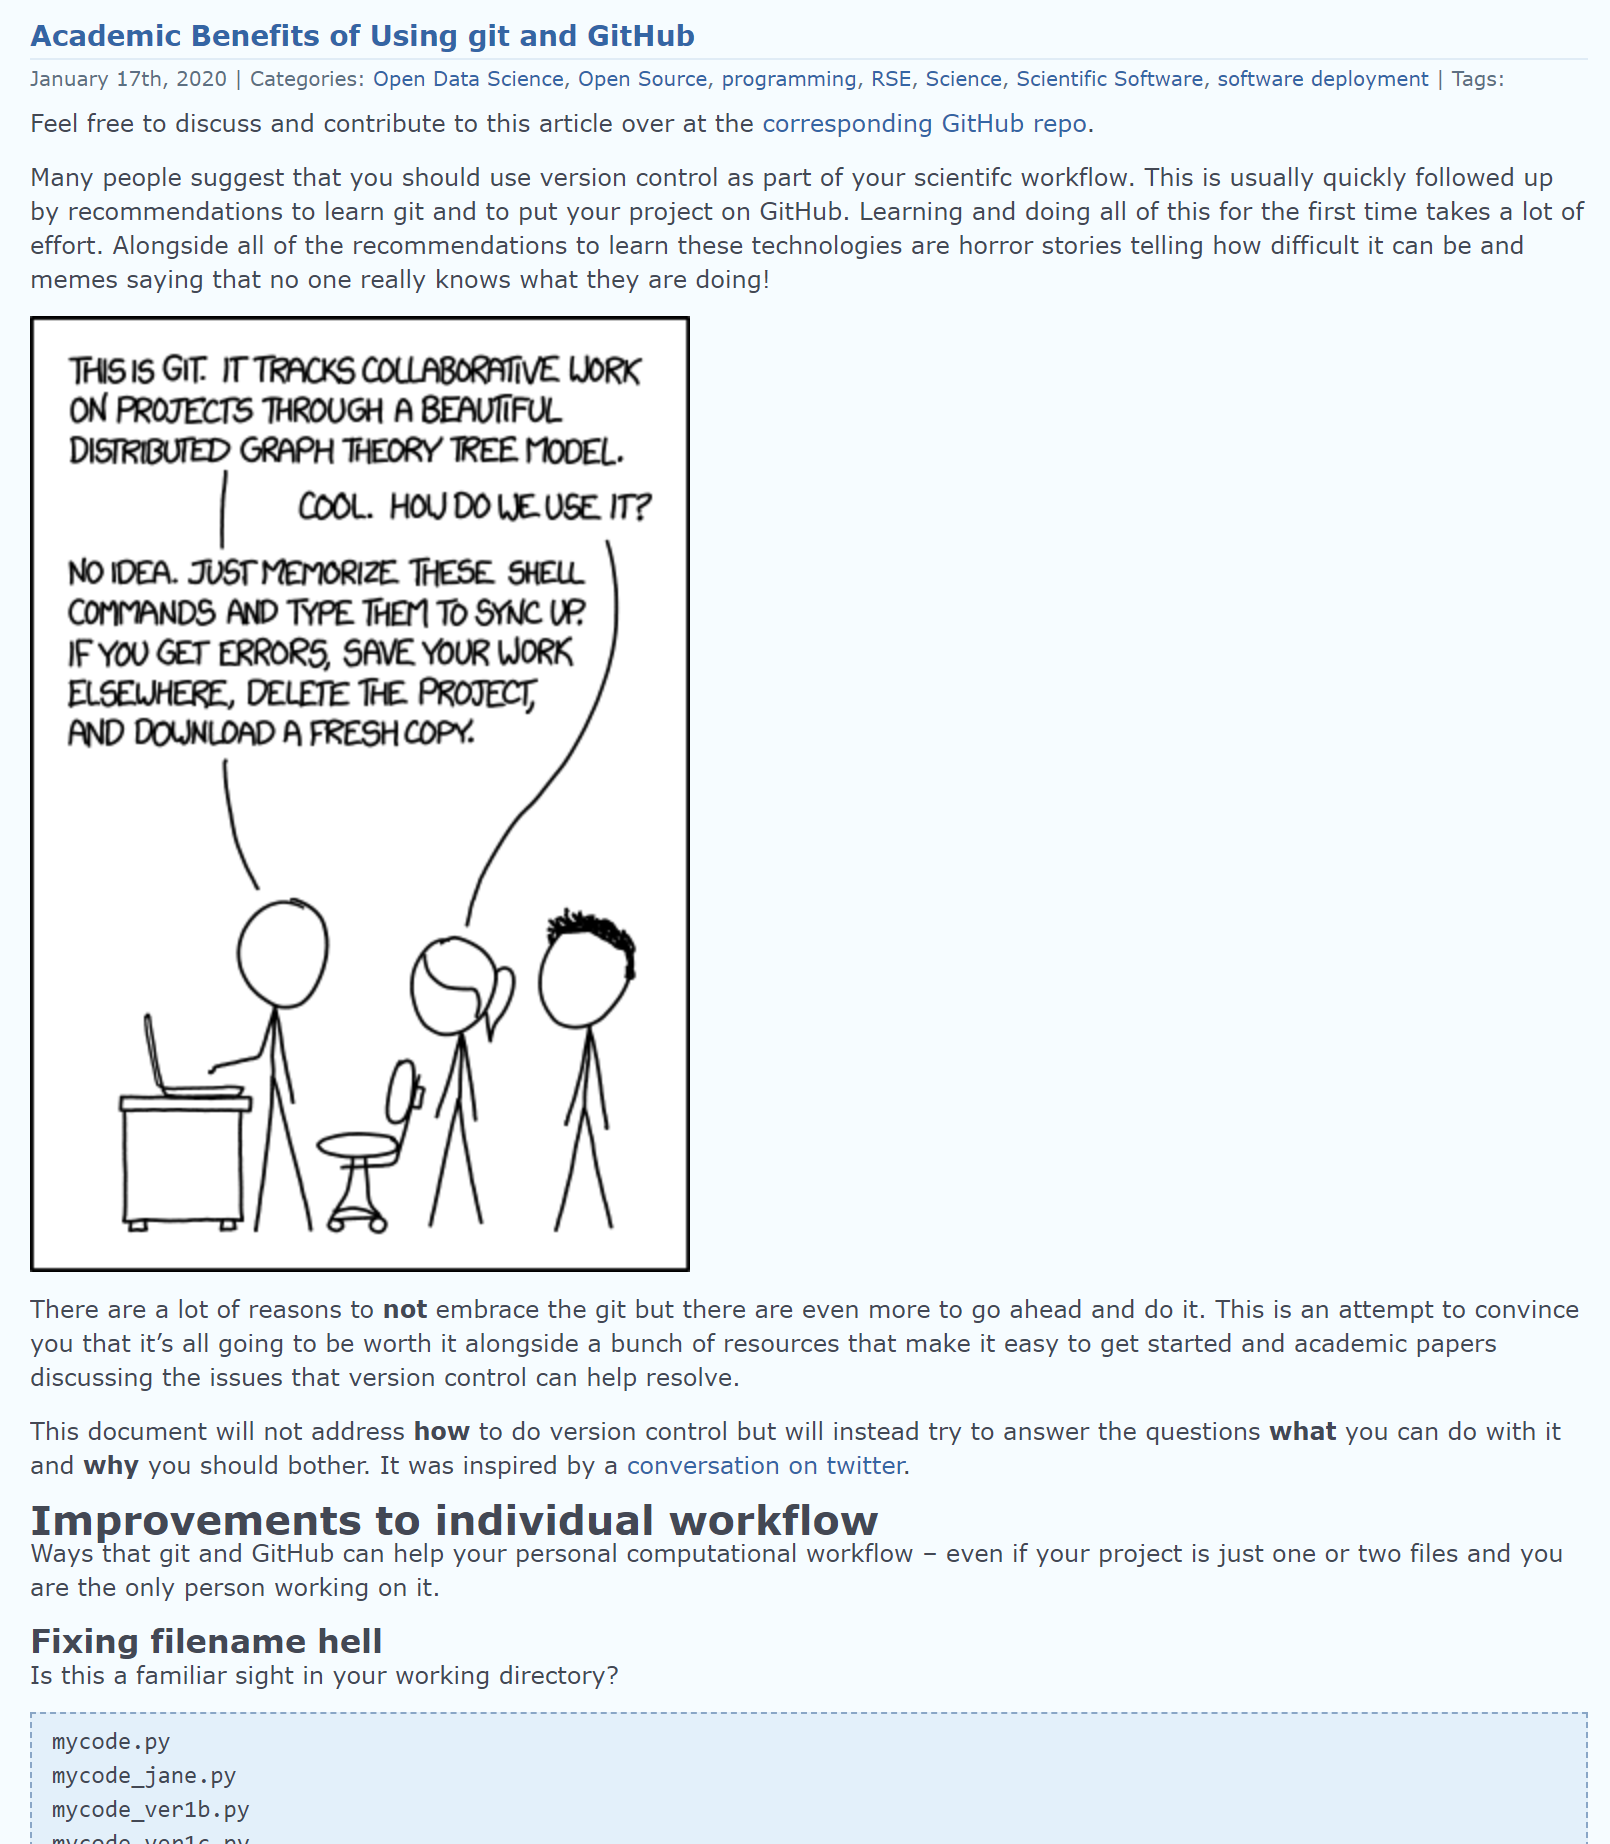 Academic Benefits of Using git and GitHub
January 17th, 2020 | Categories: Open Data Science, Open Source, programming, RSE, Science, Scientific Software, software deployment | Tags:
Feel free to discuss and contribute to this article over at the corresponding GitHub repo.
Many people suggest that you should use version control as part of your scientifc workflow. This is usually quickly followed up
by recommendations to learn git and to put your project on GitHub. Learning and doing all of this for the first time takes a lot of
effort. Alongside all of the recommendations to learn these technologies are horror stories telling how difficult it can be and
memes saying that no one really knows what they are doing!
THIS IS GIT. IT TRACKS COLLABORATIVE WORK
ON PROJECTS THROUGH A BEAUTIFUL
DISTRIBUTED GRAPH THEORY TREE MODEL.
COOL. HOW DO WE USE IT?
NO IDEA. JUST MEMORIZE THESE SHELL
COMMANDS AND TYPE THEM TO SYNC UP.
IF YOU GET ERRORS, SAVE YOUR WORK
ELSEWHERE, DELETE THE PROJECT,
AND DOWNLOAD A FRESH COPY.
There are a lot of reasons to not embrace the git but there are even more to go ahead and do it. This is an attempt to convince
you that it’s all going to be worth it alongside a bunch of resources that make it easy to get started and academic papers
discussing the issues that version control can help resolve.
This document will not address how to do version control but will instead try to answer the questions what you can do with it
and why you should bother. It was inspired by a conversation on twitter.
Improvements to individual workflow
Ways that git and GitHub can help your personal computational workflow – even if your project is just one or two files and you
are the only person working on it.
Fixing filename hell
Is this a familiar sight in your working directory?
mycode.py
mycode_jane.py
mycode_ver1b.py
mycode_ver1c.py